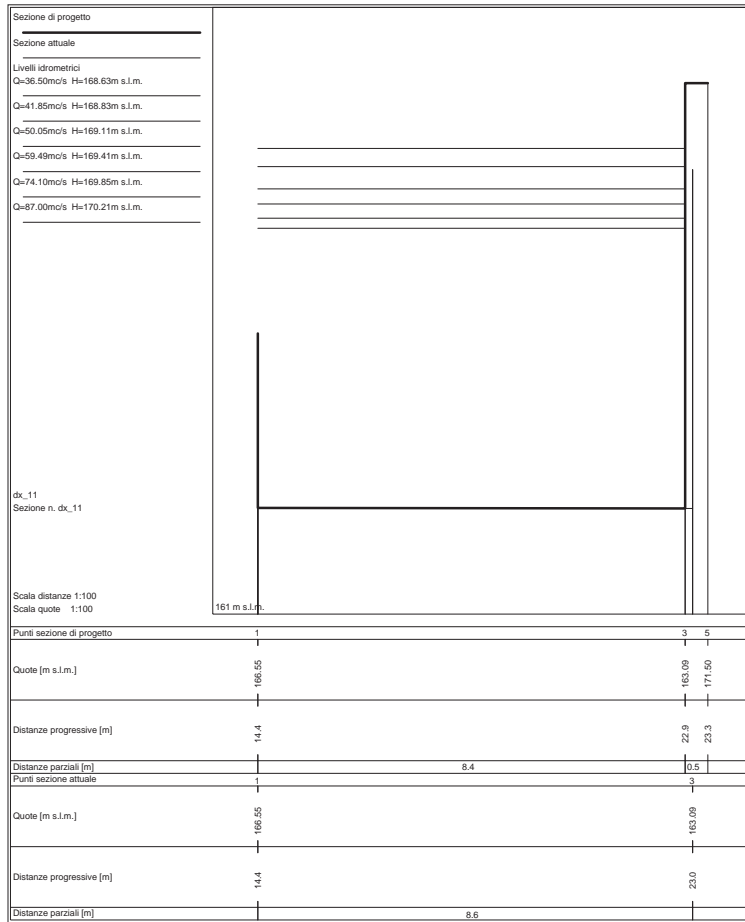 Sezione di progetto
Sezione attuale
Livelli idrometrici
Q=36.50mc/s H=168.63m s.l.m.
Q=41.85mc/s H=168.83m s.l.m.
Q=50.05mc/s H=169.11m s.l.m.
Q=59.49mc/s H=169.41m s.l.m.
Q=74.10mc/s H=169.85m s.l.m.
Q=87.00mc/s H=170.21m s.l.m.
dx_11
Sezione n. dx_11
Scala distanze 1:100
Scala quote 1:100
161 m s.l.m.
Punti sezione di progetto 1 3 5
Quote [m s.l.m.] 166.55 163.09 171.50
Distanze progressive [m] 14.4 22.9 23.3
Distanze parziali [m] 8.4 0.5
Punti sezione attuale 1 3
Quote [m s.l.m.] 166.55 163.09
Distanze progressive [m] 14.4 23.0
Distanze parziali [m] 8.6